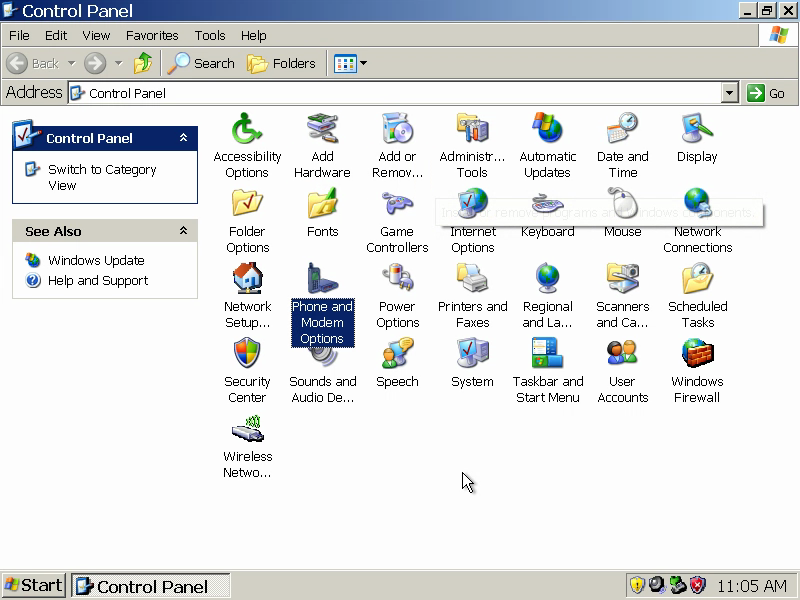 Control Panel
File Edit View Favorites Tools Help
Back Search Folders
Address Control Panel Go
Control Panel
Switch to Category
View
See Also
Windows Update
Help and Support
Accessibility
Options
Add
Hardware
Add or
Remov...
Administr...
Tools
Automatic
Updates
Date and
Time
Display
Folder
Options
Fonts
Game
Controllers
Internet
Options
Keyboard
Mouse
Network
Connections
remove programs and Windows components.
Network
Setup...
Phone and
Modem
Options
Power
Options
Printers and
Faxes
Regional
and La...
Scanners
and Ca...
Scheduled
Tasks
Security
Center
Sounds and
Audio De...
Speech
System
Taskbar and
Start Menu
User
Accounts
Windows
Firewall
Wireless
Netwo...
Start Control Panel 11:05 AM